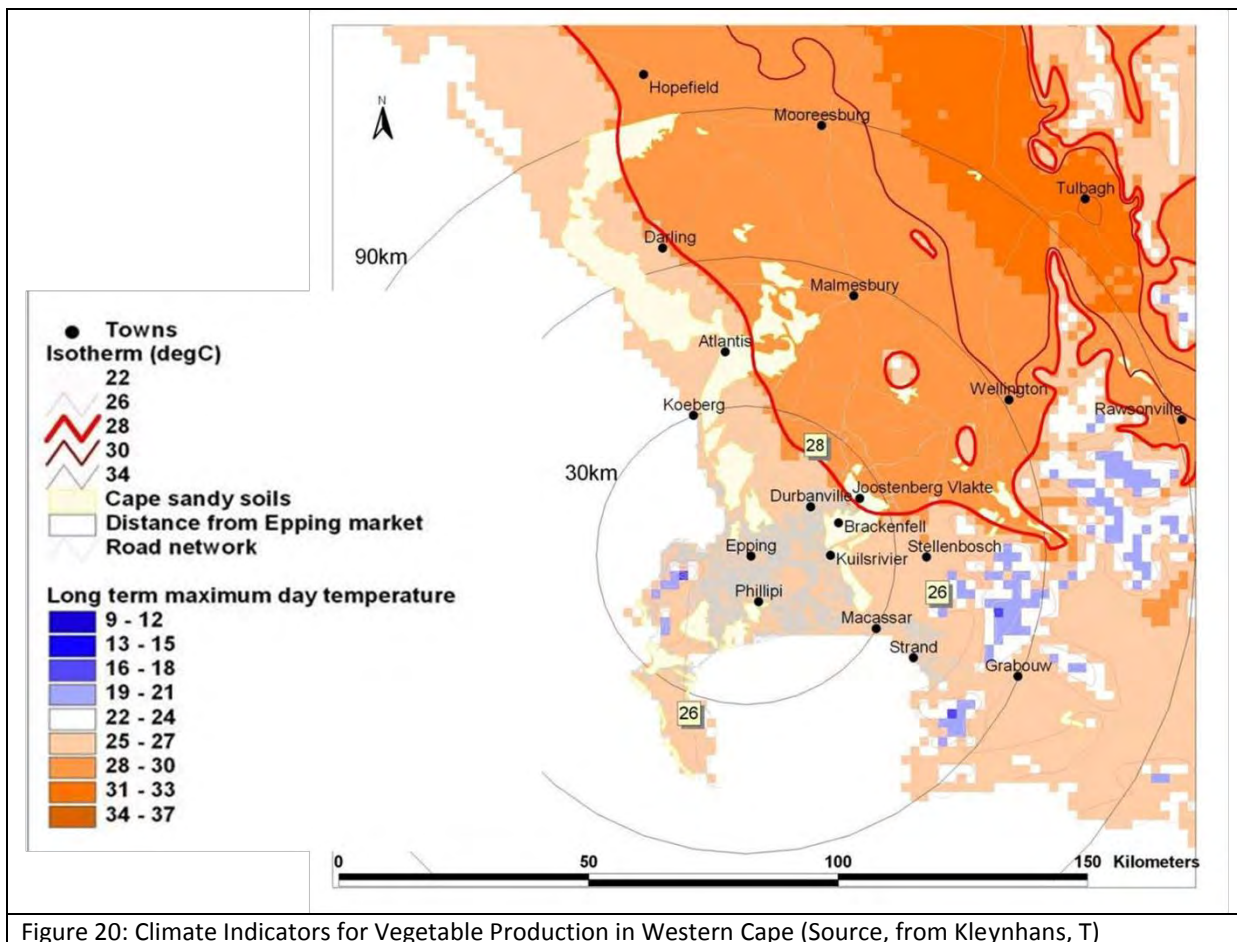 N
Hopefield
Mooreesburg
Tulbagh
Darling
90km
Malmesbury
Atlantis
Wellington
Koeberg
Rawsonville
28
30km
Joostenberg Vlakte
Durbanville
Brackenfell
Epping
Kuilsrivier
Stellenbosch
26
Phillipi
Macassar
Strand
Grabouw
26
Towns
Isotherm (degC)
22
26
28
30
34
Cape sandy soils
Distance from Epping market
Road network
Long term maximum day temperature
9 - 12
13 - 15
16 - 18
19 - 21
22 - 24
25 - 27
28 - 30
31 - 33
34 - 37
0 50 100 150 Kilometers
Figure 20: Climate Indicators for Vegetable Production in Western Cape (Source, from Kleynhans, T)